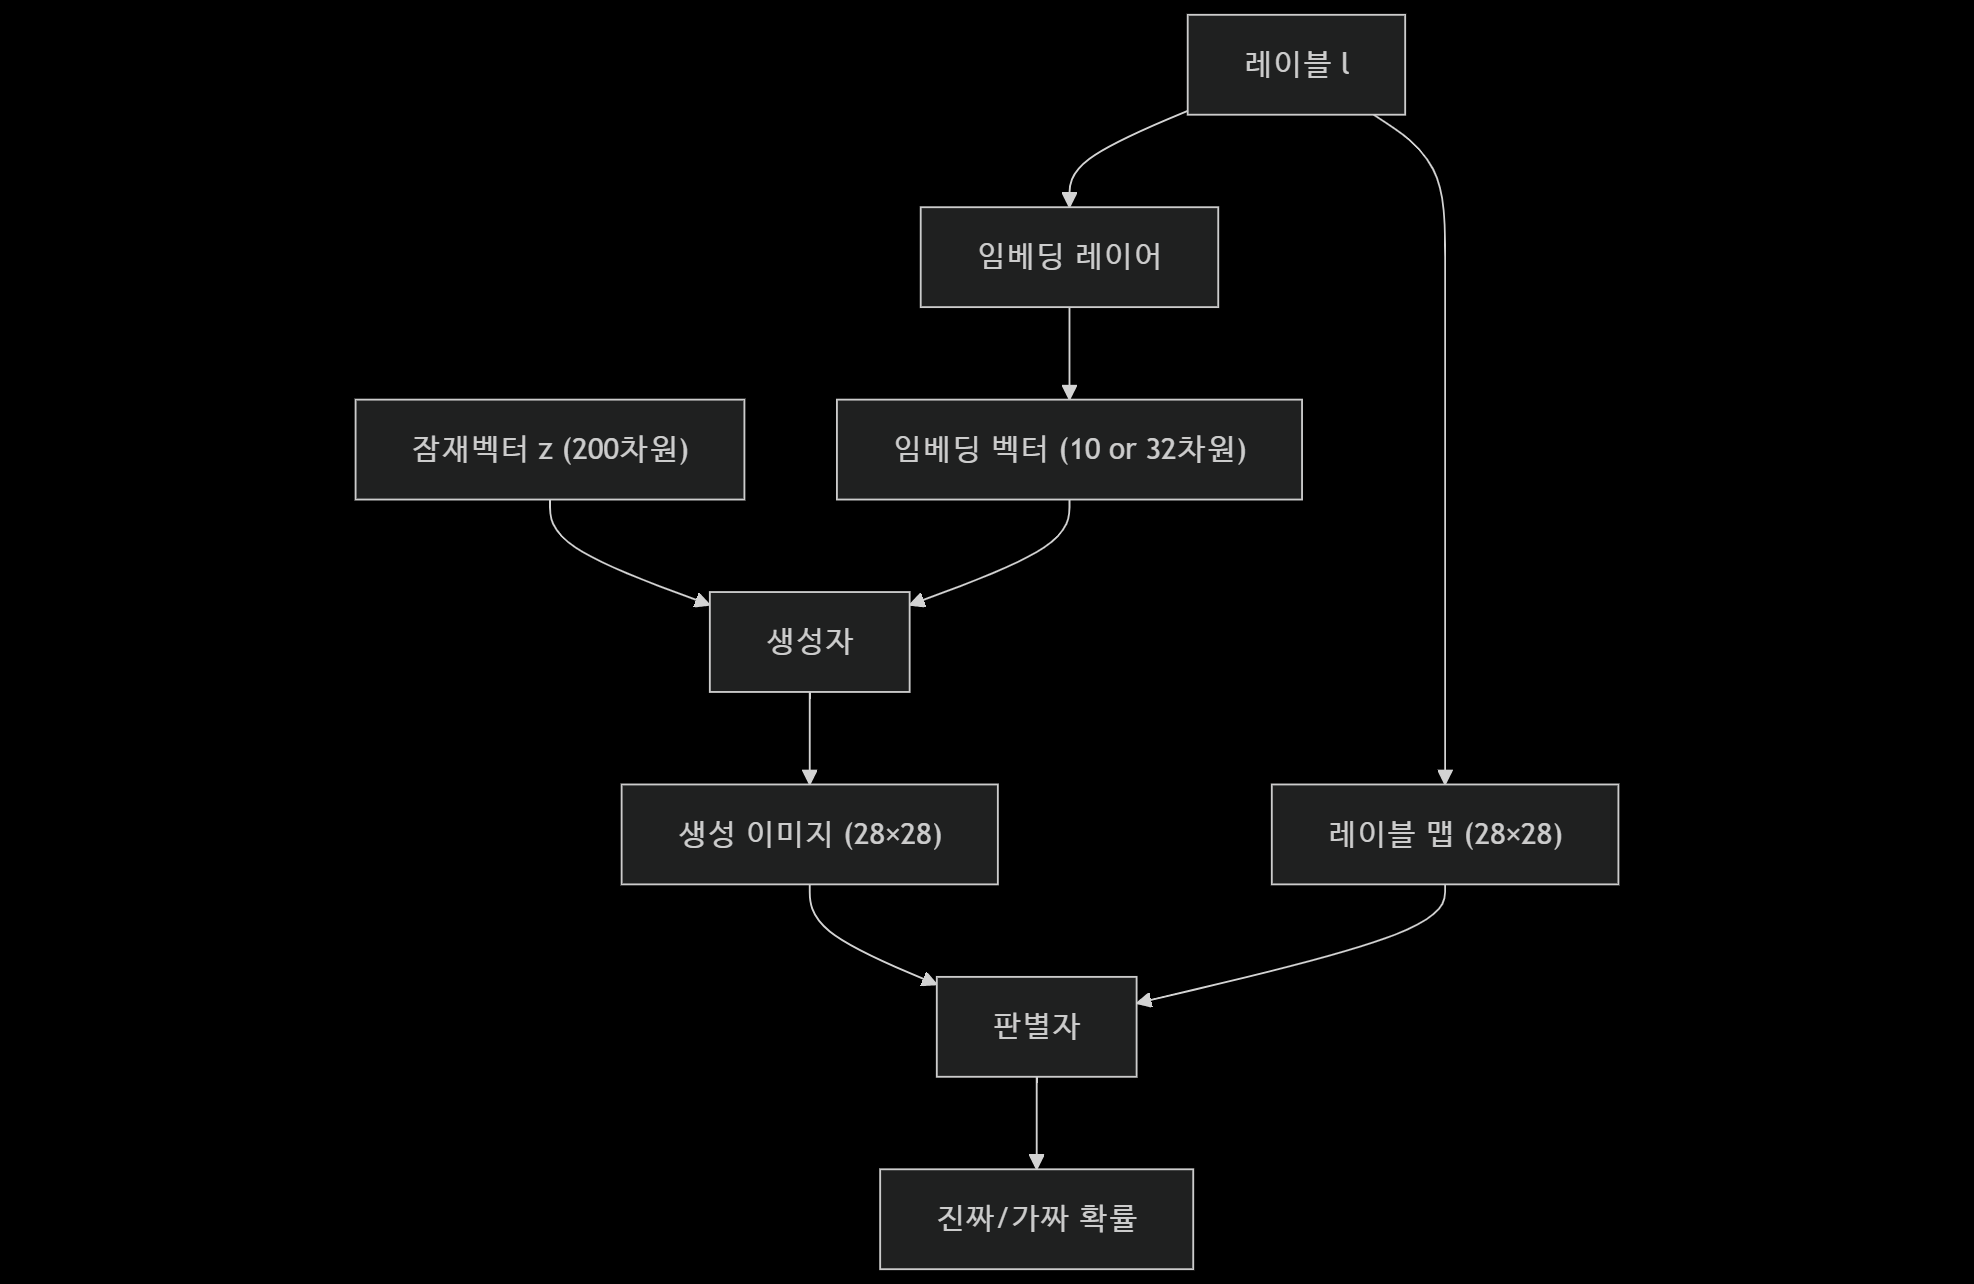 레이블 l
임베딩 레이어
잠재벡터 z (200차원)
임베딩 벡터 (10 or 32차원)
생성자
생성 이미지 (28×28)
레이블 맵 (28×28)
판별자
진짜/가짜 확률